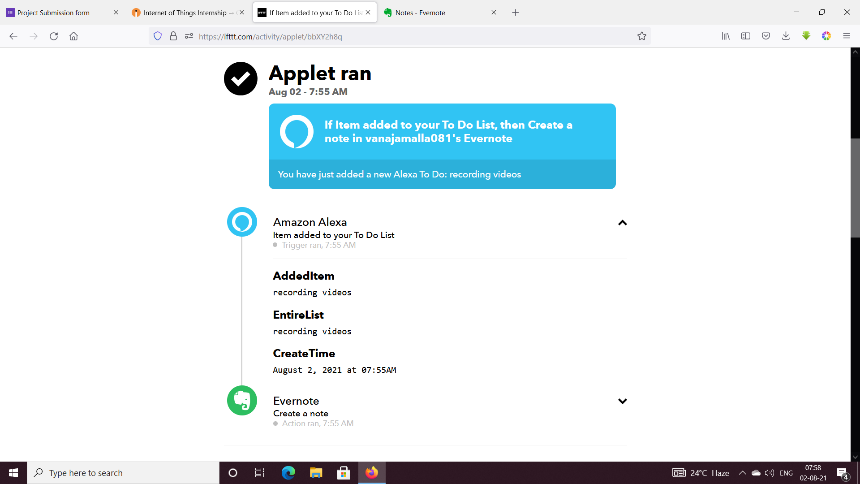 Project Submission form
Internet of Things Internship —
If Item added to your To Do Lis
Notes - Evernote
https://ifttt.com/activity/applet/bbXY2h8q
Applet ran
Aug 02 - 7:55 AM
If Item added to your To Do List, then Create a
note in vanajamalla081's Evernote
You have just added a new Alexa To Do: recording videos
Amazon Alexa
Item added to your To Do List
Trigger ran, 7:55 AM
AddedItem
recording videos
EntireList
recording videos
CreateTime
August 2, 2021 at 07:55AM
Evernote
Create a note
Action ran, 7:55 AM
Type here to search
24°C Haze
ENG
07:58
02-08-21
4